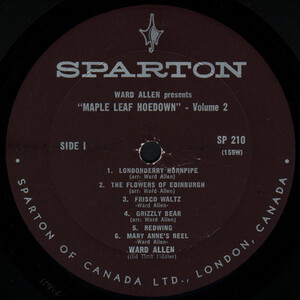 SPARTON
WARD ALLEN presents
"MAPLE LEAF HOEDOWN" - Volume 2
SIDE I
SP 210
(159W)
1. LONDONDERRY HORNPIPE
(arr: Ward Allen)
2. THE FLOWERS OF EDINBURGH
(arr: Ward Allen)
3. FRISCO WALTZ
-Ward Allen-
4. GRIZZLY BEAR
(arr: Ward Allen)
5. REDWING
6. MARY ANNE'S REEL
-Ward Allen-
WARD ALLEN
(Old Time Fiddler)
• SPARTON OF CANADA LTD., LONDON, CANADA. •